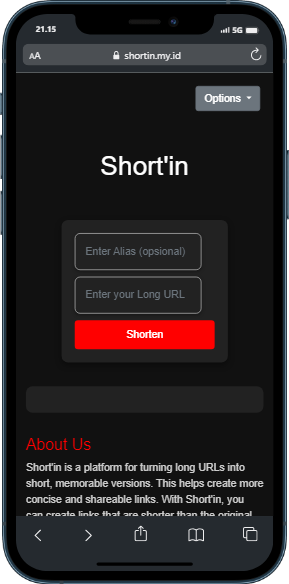 21.15
5G
AA
shortin.my.id
Options
Short'in
Enter Alias (opsional)
Enter your Long URL
Shorten
About Us
Short'in is a platform for turning long URLs into
short, memorable versions. This helps create more
concise and shareable links. With Short'in, you
can create links that are shorter than the original